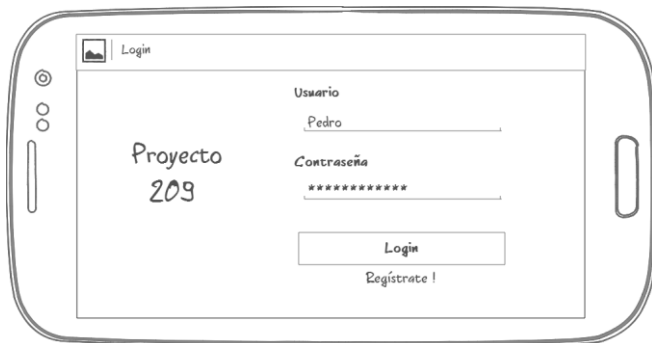 Login
Usuario
Pedro
Proyecto
209
Contraseña
************
Login
Regístrate !